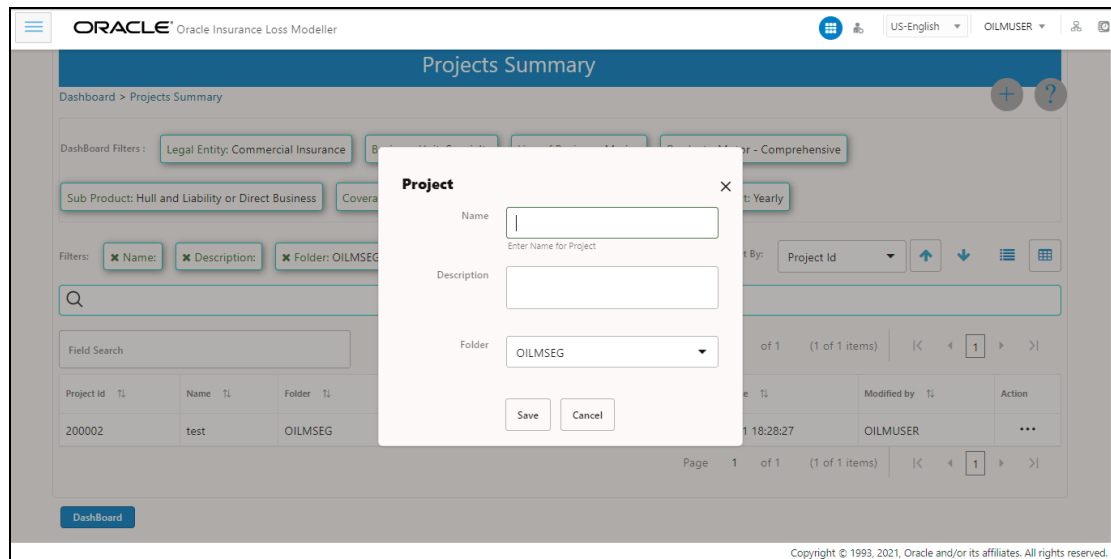 ORACLE Oracle Insurance Loss Modeller US-English OILMUSER
Projects Summary
Dashboard > Projects Summary
DashBoard Filters : Legal Entity: Commercial Insurance - Comprehensive
Sub Product: Hull and Liability or Direct Business Yearly
Project
Name
Enter Name for Project
Description
Folder OILMSEG
Save Cancel
Filters: ✖ Name: ✖ Description: ✖ Folder: OILMSEG By: Project Id
Field Search of 1 (1 of 1 items) 1
Project Id Name Folder Modified by Action
200002 test OILMSEG 18:28:27 OILMUSER ...
Page 1 of 1 (1 of 1 items) 1
DashBoard
Copyright © 1993, 2021, Oracle and/or its affiliates. All rights reserved.